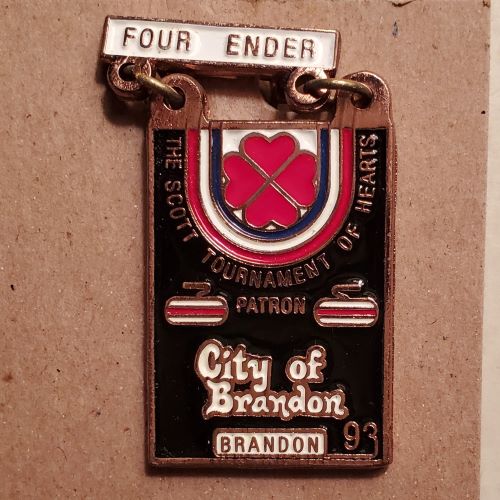 FOUR ENDER
THE SCOTT TOURNAMENT OF HEARTS
PATRON
City of
Brandon
BRANDON
93